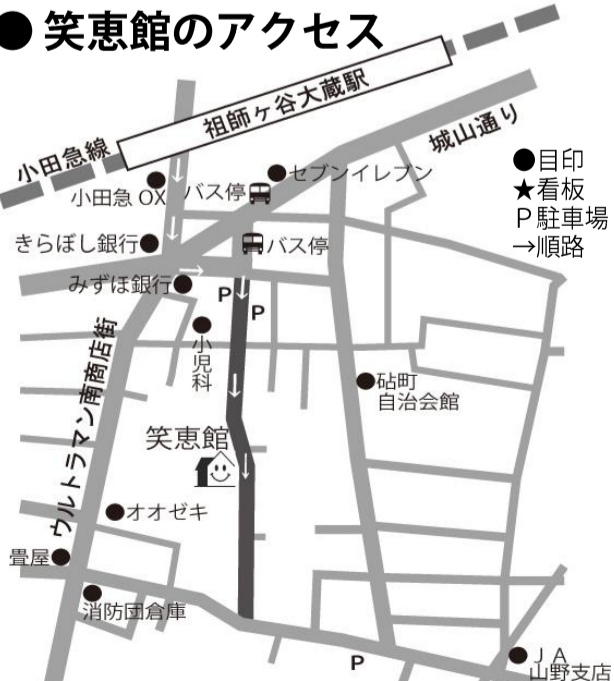 ● 笑恵館のアクセス
祖師ヶ谷大蔵駅
小田急線
城山通り
●目印
★看板
P 駐車場
→順路
セブンイレブン
小田急 OX
バス停
きらぼし銀行
バス停
みずほ銀行
P
P
小児科
ウルトラマン南商店街
砧町
自治会館
笑恵館
オオゼキ
畳屋
消防団倉庫
P
JA
山野支店